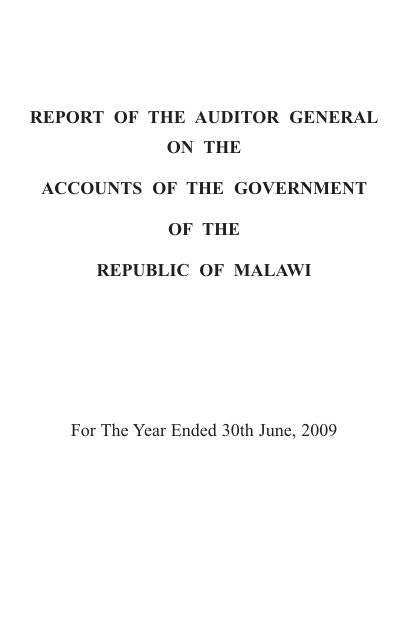 REPORT OF THE AUDITOR GENERAL
ON THE
ACCOUNTS OF THE GOVERNMENT
OF THE
REPUBLIC OF MALAWI
For The Year Ended 30th June, 2009